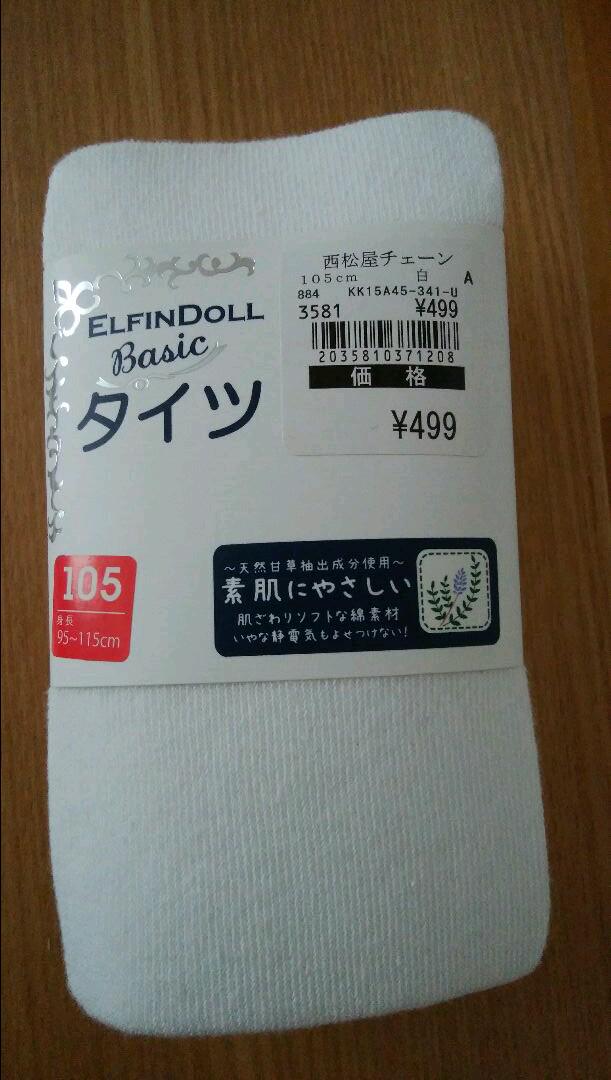 西松屋チェーン
105cm 白 A
884 KK15A45-341-U
3581 ¥499
2035810371208
価格
¥499
ELFINDOLL
Basic
タイツ
105
身長
95~115cm
～天然甘草抽出成分使用～
素肌にやさしい
肌ざわりソフトな綿素材
いやな静電気もよせつけない!